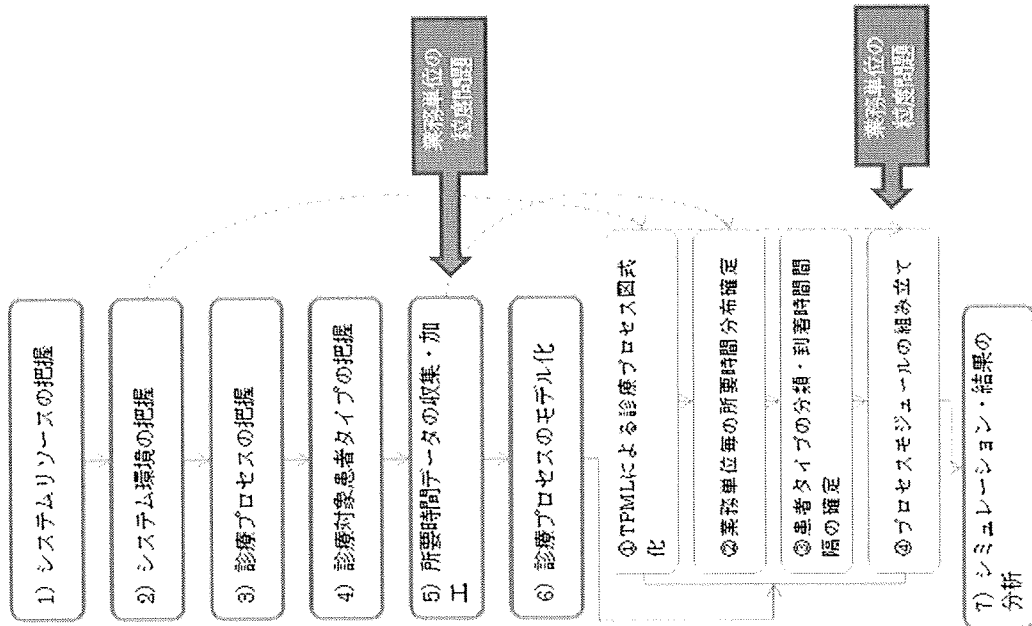 1) システムリソースの把握
2) システム環境の把握
3) 診療プロセスの把握
4) 診療対象患者タイプの把握
5) 所要時間データの収集・加
工
業務単位の
粒度問題
6) 診療プロセスのモデル化
①TPMLによる診療プロセス図式
化
②業務単位毎の所要時間分布確定
③患者タイプの分類・到着時間間
隔の確定
④プロセスモジュールの組み立て
業務単位の
粒度問題
7) シミュレーション・結果の
分析